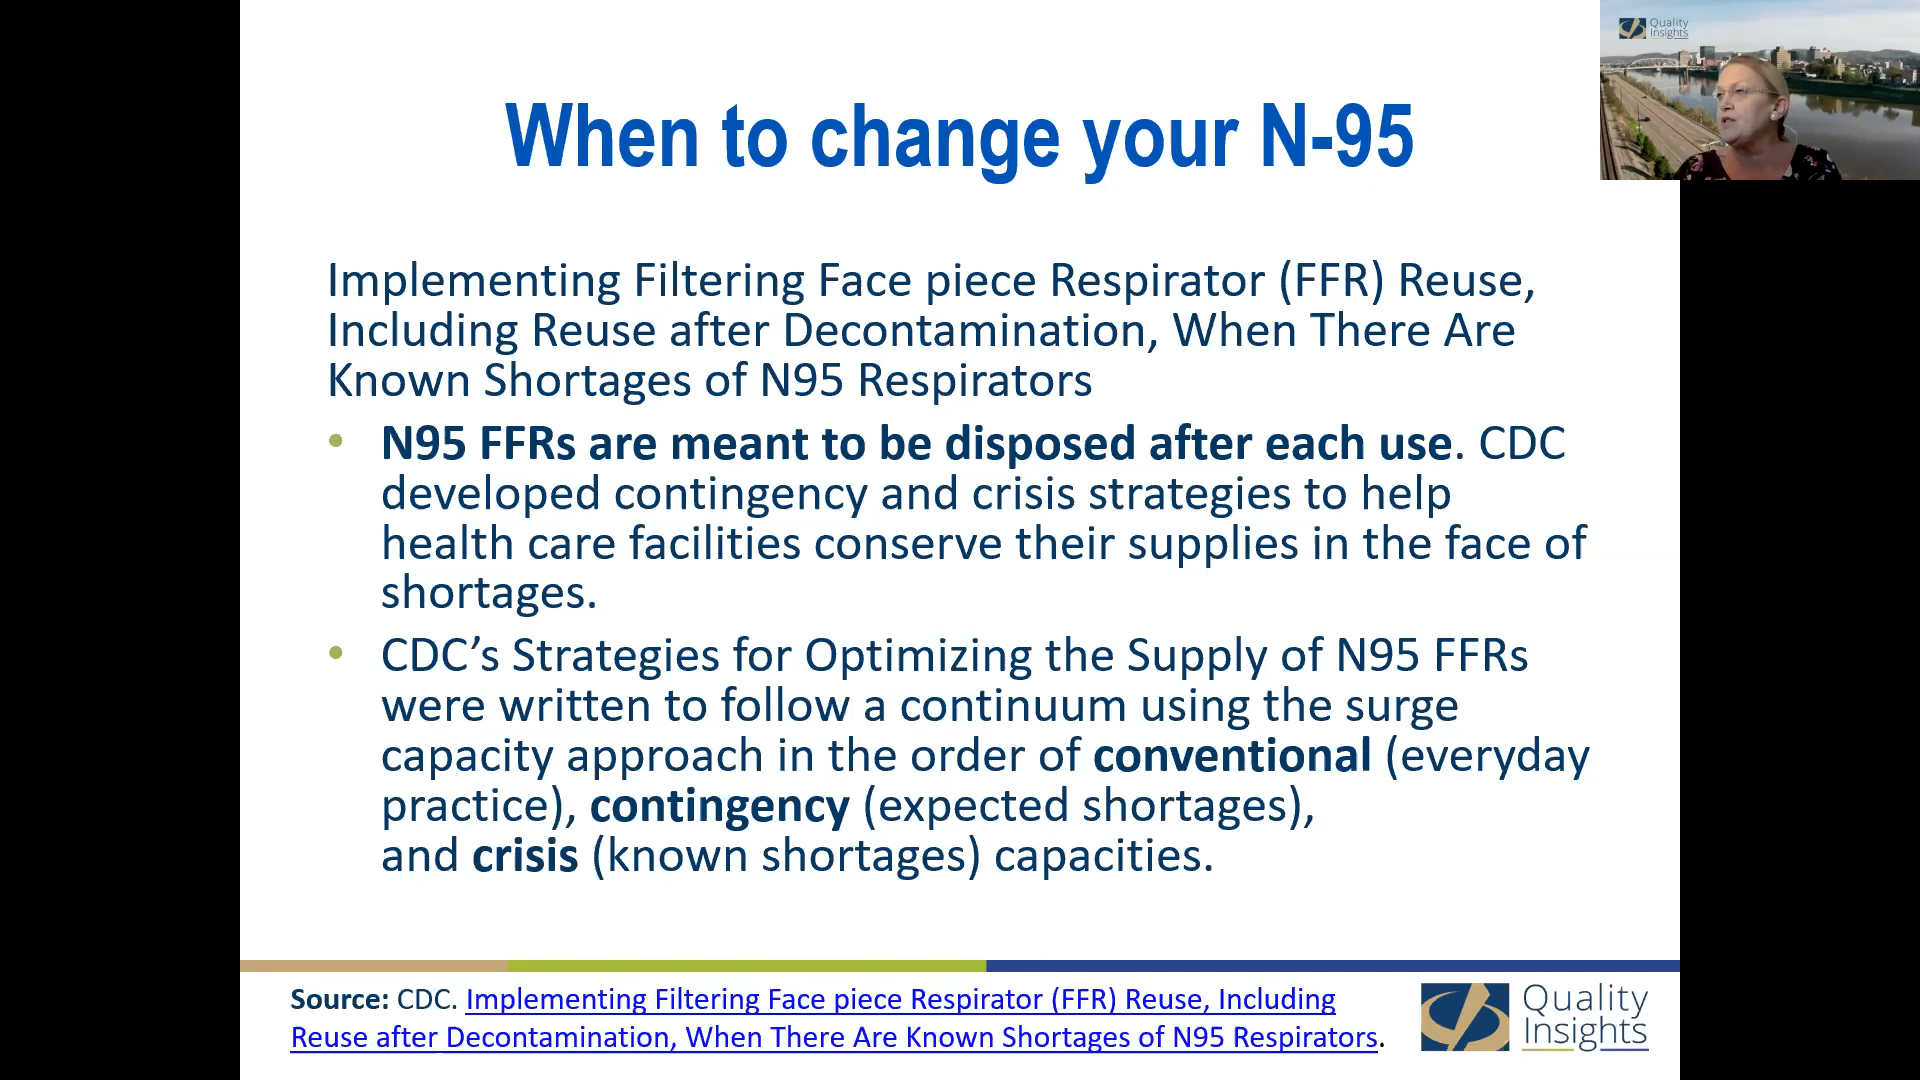 Quality
Insights
When to change your N-95
Implementing Filtering Face piece Respirator (FFR) Reuse,
Including Reuse after Decontamination, When There Are
Known Shortages of N95 Respirators
• N95 FFRs are meant to be disposed after each use. CDC
developed contingency and crisis strategies to help
health care facilities conserve their supplies in the face of
shortages.
• CDC’s Strategies for Optimizing the Supply of N95 FFRs
were written to follow a continuum using the surge
capacity approach in the order of conventional (everyday
practice), contingency (expected shortages),
and crisis (known shortages) capacities.
Source: CDC. Implementing Filtering Face piece Respirator (FFR) Reuse, Including
Reuse after Decontamination, When There Are Known Shortages of N95 Respirators.
Quality
Insights